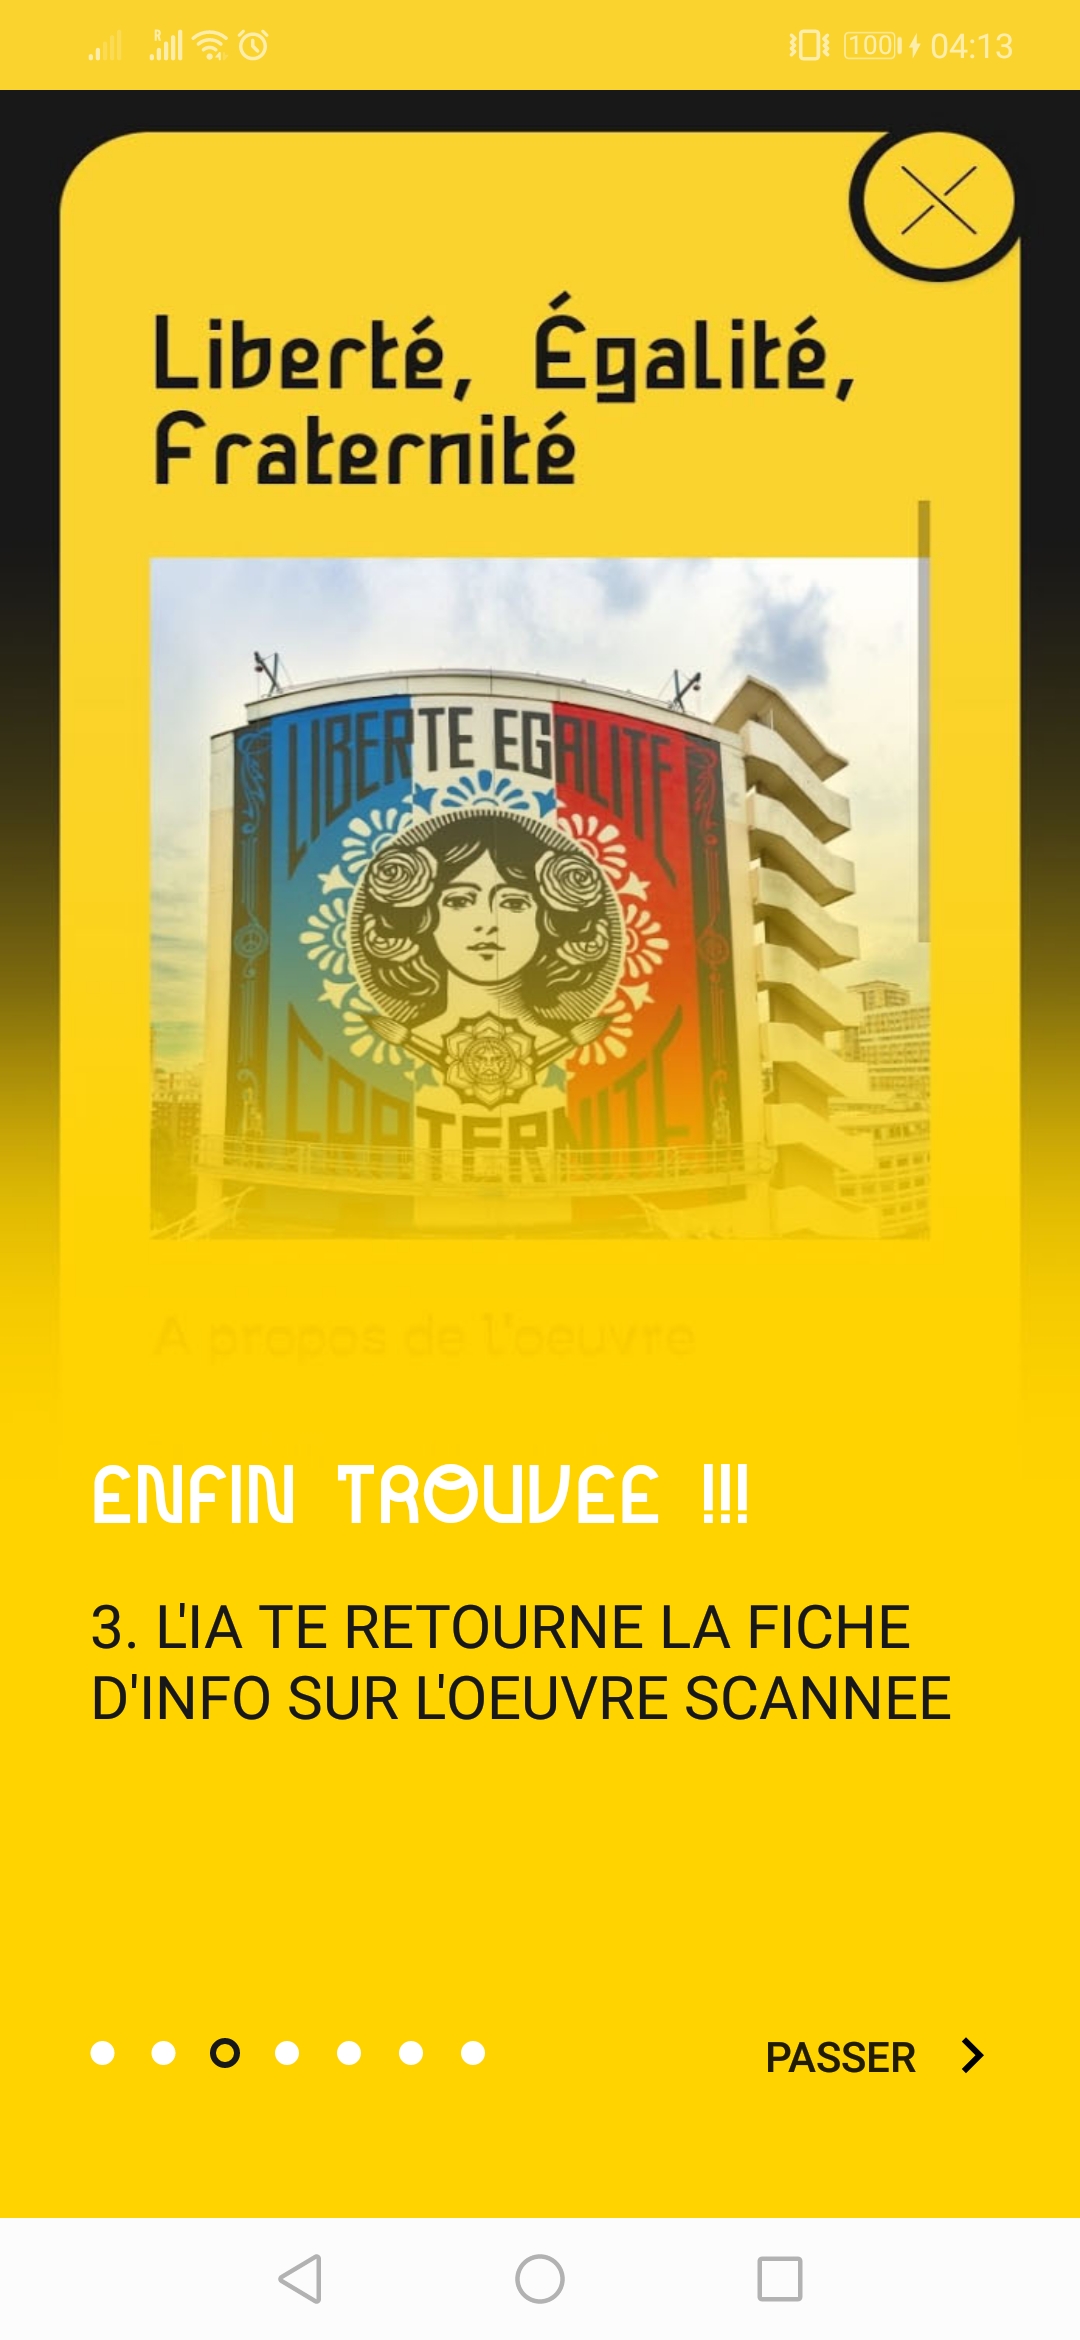 R
100 04:13
Liberté, Égalité,
Fraternité
LIBERTE EGALITE
FRATERNITE
A propos de l'oeuvre
ENFIN TROUVEE !!!
3. L'IA TE RETOURNE LA FICHE
D'INFO SUR L'OEUVRE SCANNEE
PASSER